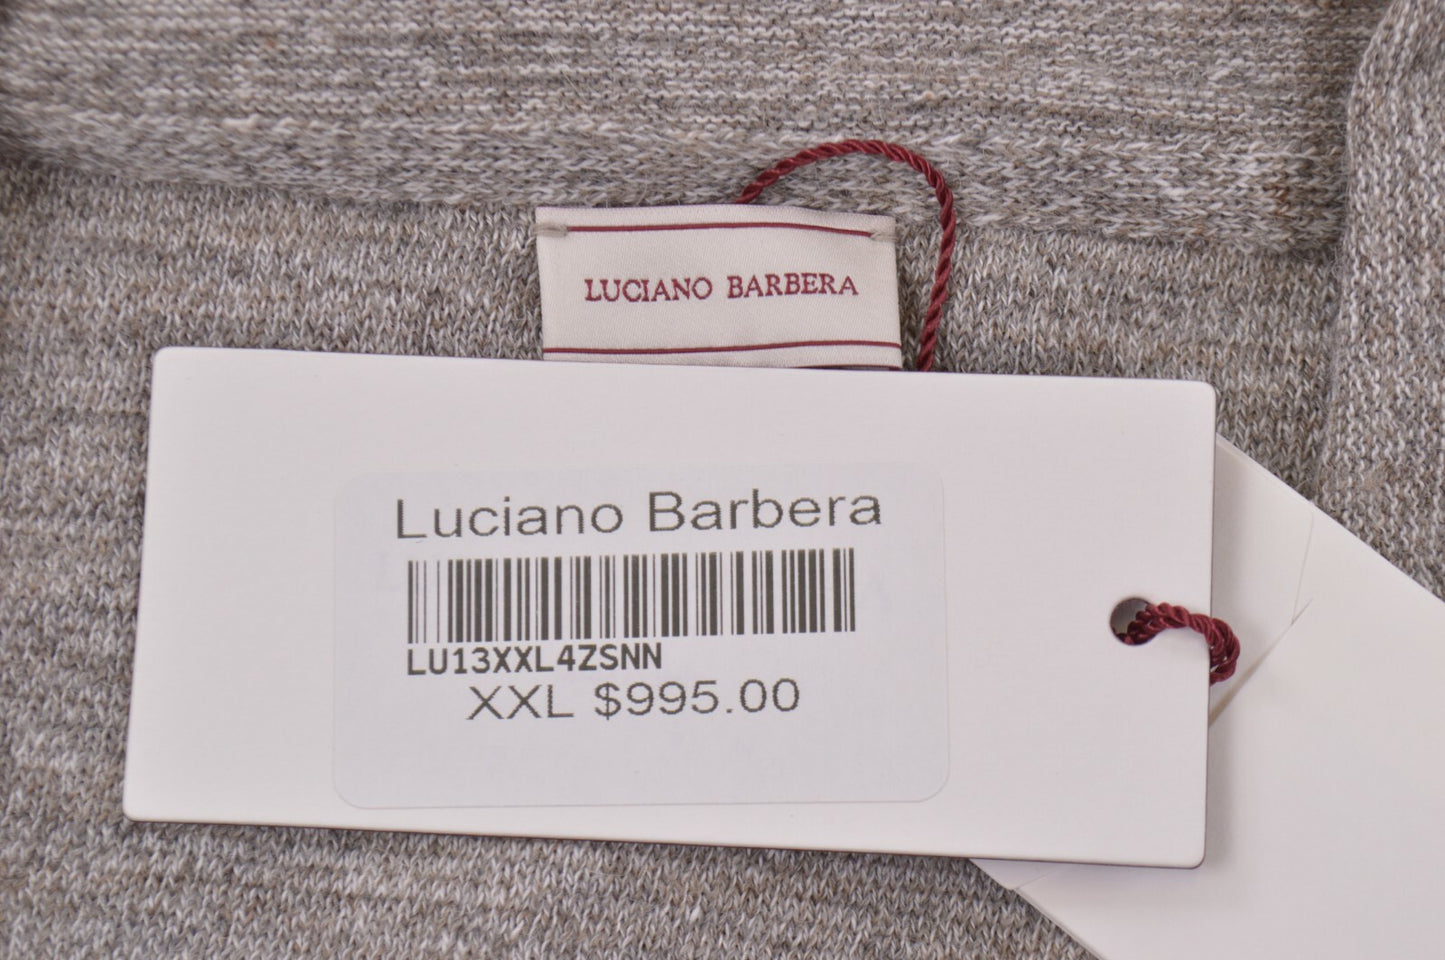 LUCIANO BARBERA
Luciano Barbera
LU13XXL4ZSNN
XXL $995.00